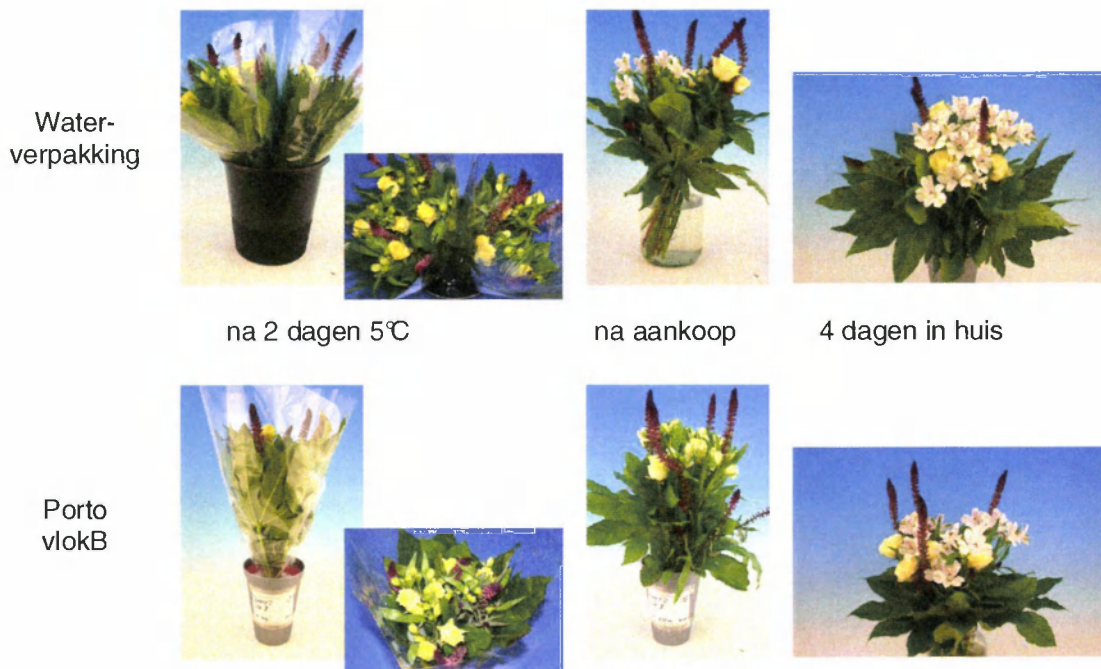 Water-
verpakking
na 2 dagen 5°C
na aankoop
4 dagen in huis
Porto
vlokB